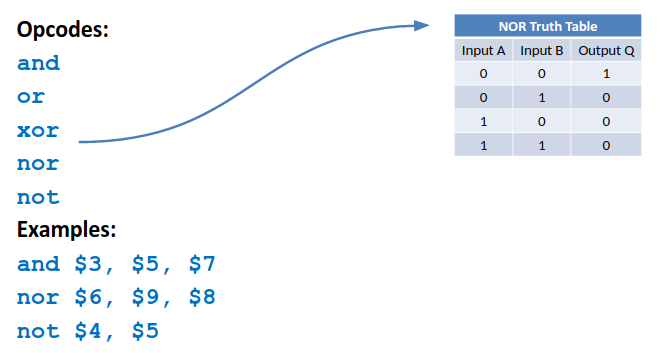 Opcodes:
and
or
xor
nor
not
Examples:
and $3, $5, $7
nor $6, $9, $8
not $4, $5
NOR Truth Table
Input A Input B Output Q
0 0 1
0 1 0
1 0 0
1 1 0